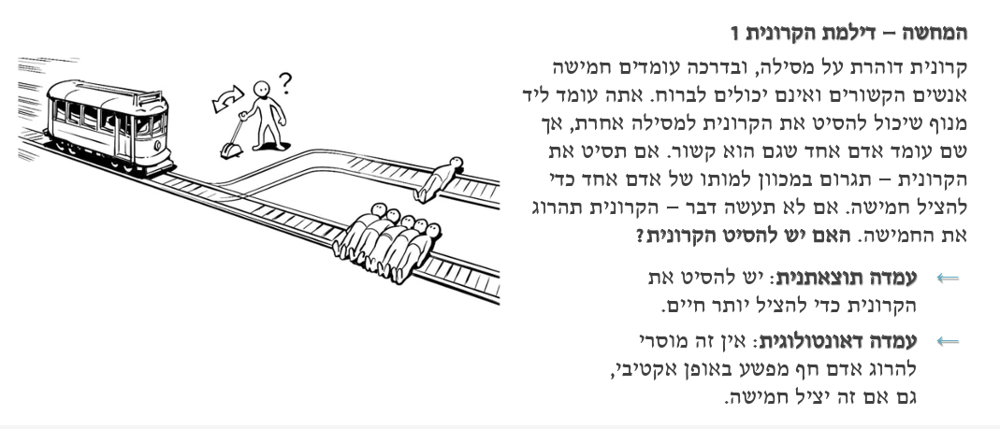 המחשה – דילמת הקרונית 1
קרונית דוהרת על מסילה, ובדרכה עומדים חמישה
אנשים הקשורים ואינם יכולים לברוח. אתה עומד ליד
מנוף שיכול להסיט את הקרונית למסילה אחרת, אך
שם עומד אדם אחד שגם הוא קשור. אם תסיט את
הקרונית – תגרום במכוון למותו של אדם אחד כדי
להציל חמישה. אם לא תעשה דבר – הקרונית תהרוג
את החמישה. האם יש להסיט הקרונית?
← עמדה תוצאתנית: יש להסיט את
הקרונית כדי להציל יותר חיים.
← עמדה דאונטולוגית: אין זה מוסרי
להרוג אדם חף מפשע באופן אקטיבי,
גם אם זה יציל חמישה.
?